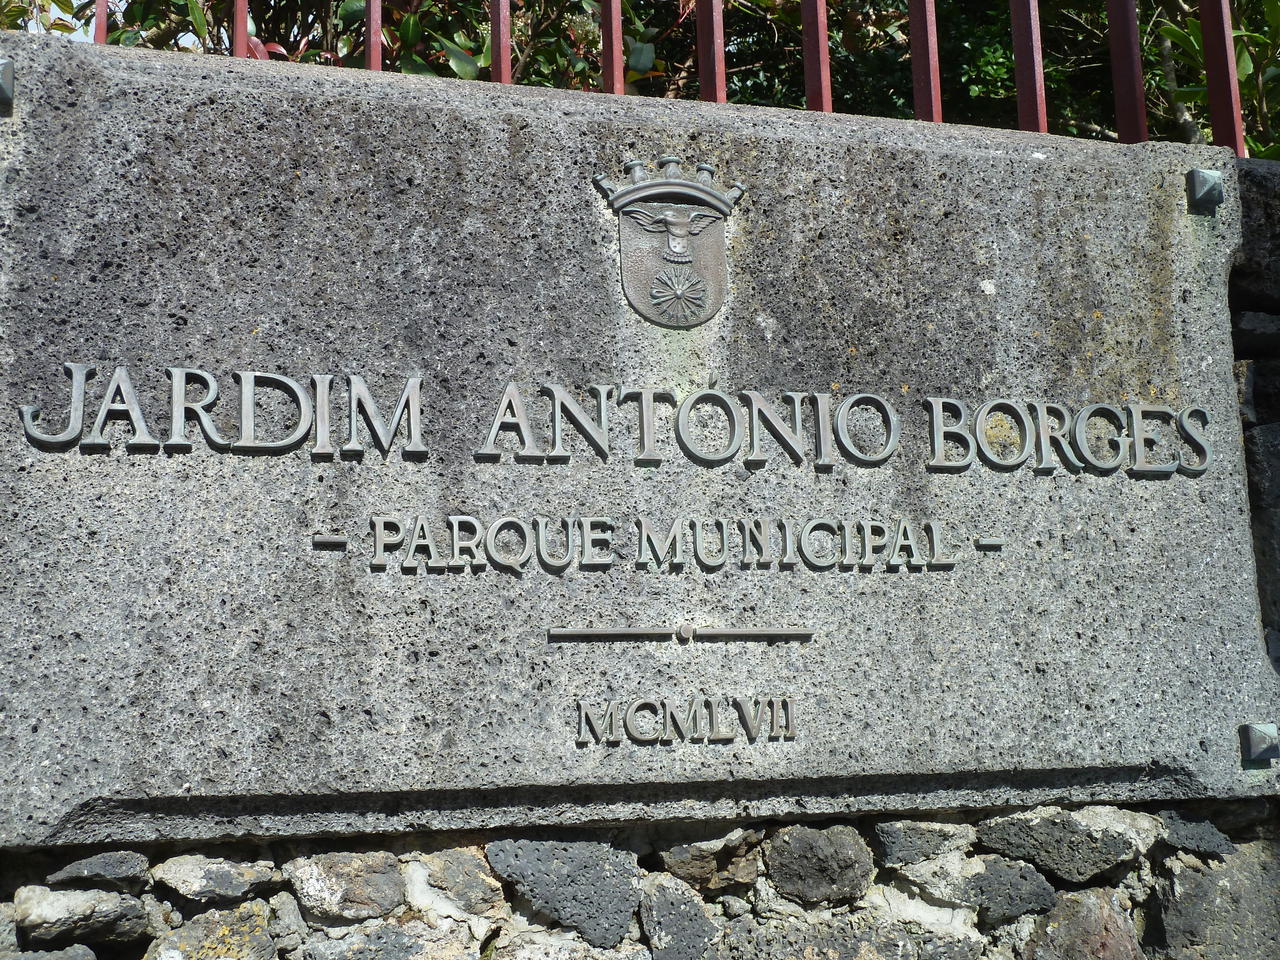 JARDIM ANTÓNIO BORGES
- PARQUE MUNICIPAL -
MCMLVII